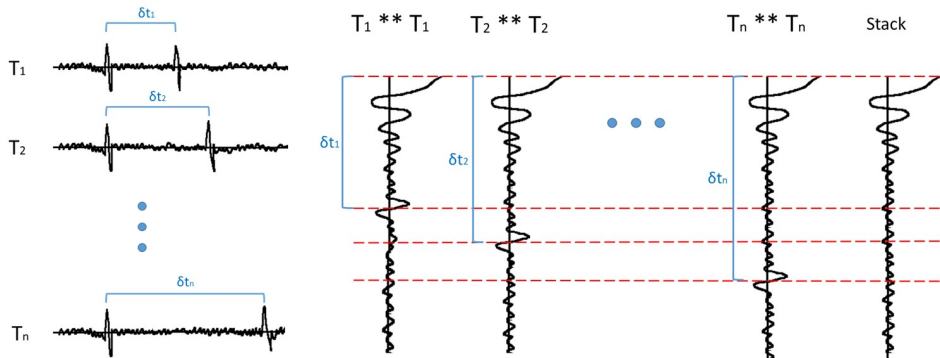 T₁ ** T₁
T₂ ** T₂
Tₙ ** Tₙ
Stack
δt₁
T₁
δt₂
T₂
δtₙ
Tₙ
δt₁
δt₂
δtₙ